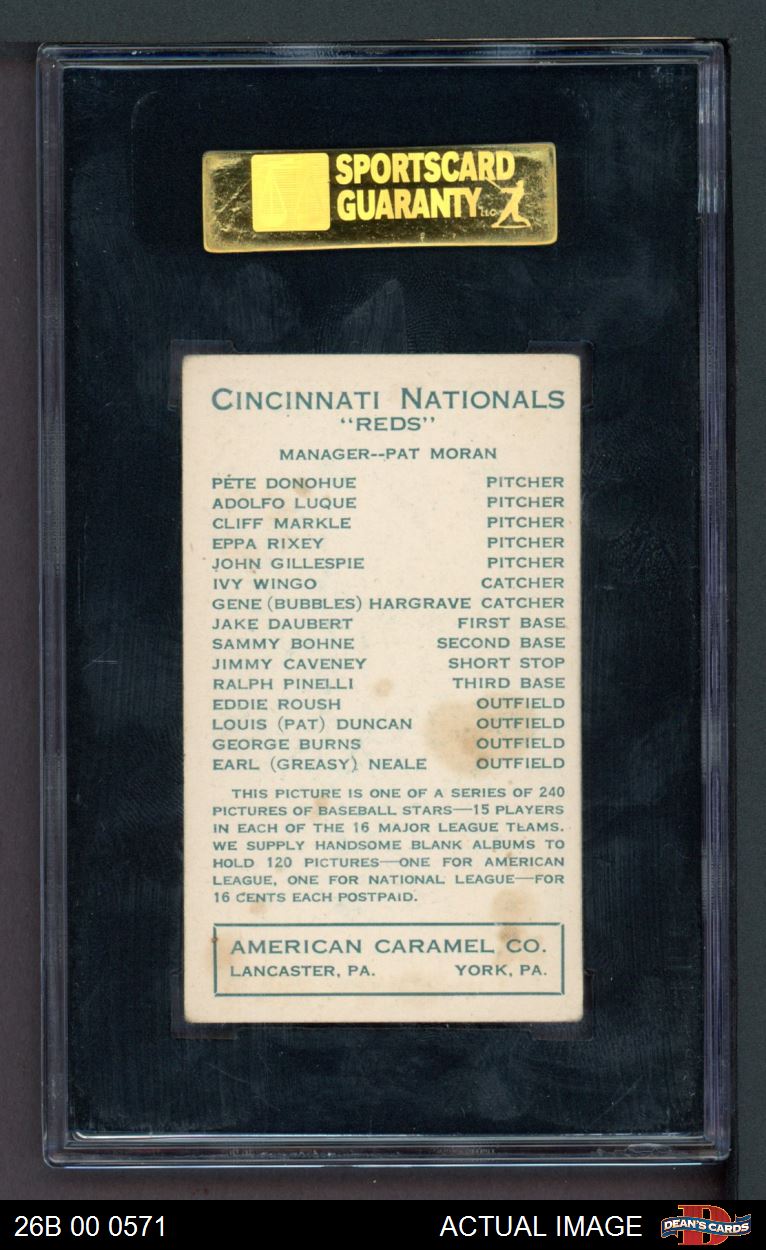 SPORTSCARD
GUARANTY LLC
CINCINNATI NATIONALS
"REDS"
MANAGER--PAT MORAN
PETE DONOHUE PITCHER
ADOLFO LUQUE PITCHER
CLIFF MARKLE PITCHER
EPPA RIXEY PITCHER
JOHN GILLESPIE PITCHER
IVY WINGO CATCHER
GENE (BUBBLES) HARGRAVE CATCHER
JAKE DAUBERT FIRST BASE
SAMMY BOHNE SECOND BASE
JIMMY CAVENEY SHORT STOP
RALPH PINELLI THIRD BASE
EDDIE ROUSH OUTFIELD
LOUIS (PAT) DUNCAN OUTFIELD
GEORGE BURNS OUTFIELD
EARL (GREASY) NEALE OUTFIELD
THIS PICTURE IS ONE OF A SERIES OF 240
PICTURES OF BASEBALL STARS—15 PLAYERS
IN EACH OF THE 16 MAJOR LEAGUE TEAMS.
WE SUPPLY HANDSOME BLANK ALBUMS TO
HOLD 120 PICTURES—ONE FOR AMERICAN
LEAGUE, ONE FOR NATIONAL LEAGUE—FOR
16 CENTS EACH POSTPAID.
AMERICAN CARAMEL CO.
LANCASTER, PA. YORK, PA.
26B 00 0571 ACTUAL IMAGE DEAN'S CARDS